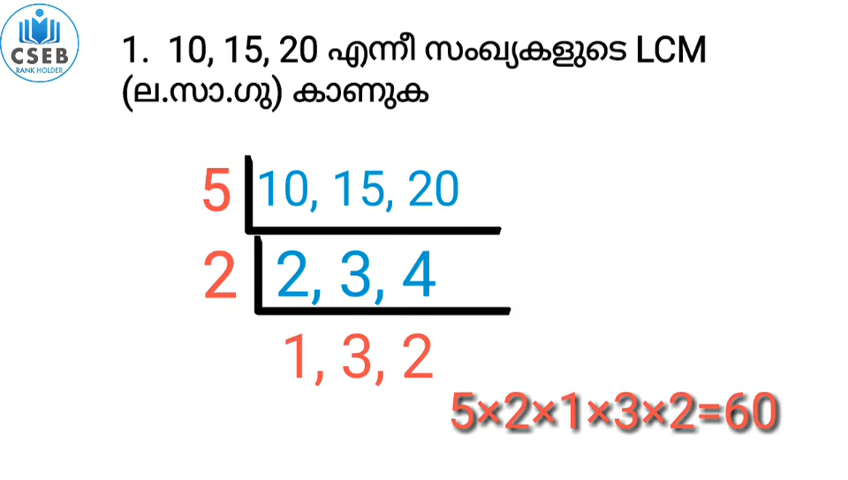 CSEB
RANK HOLDER
1. 10, 15, 20 എന്നീ സംഖ്യകളുടെ LCM
(ല.സാ.ഗു) കാണുക
5 10, 15, 20
2 2, 3, 4
1, 3, 2
5×2×1×3×2=60